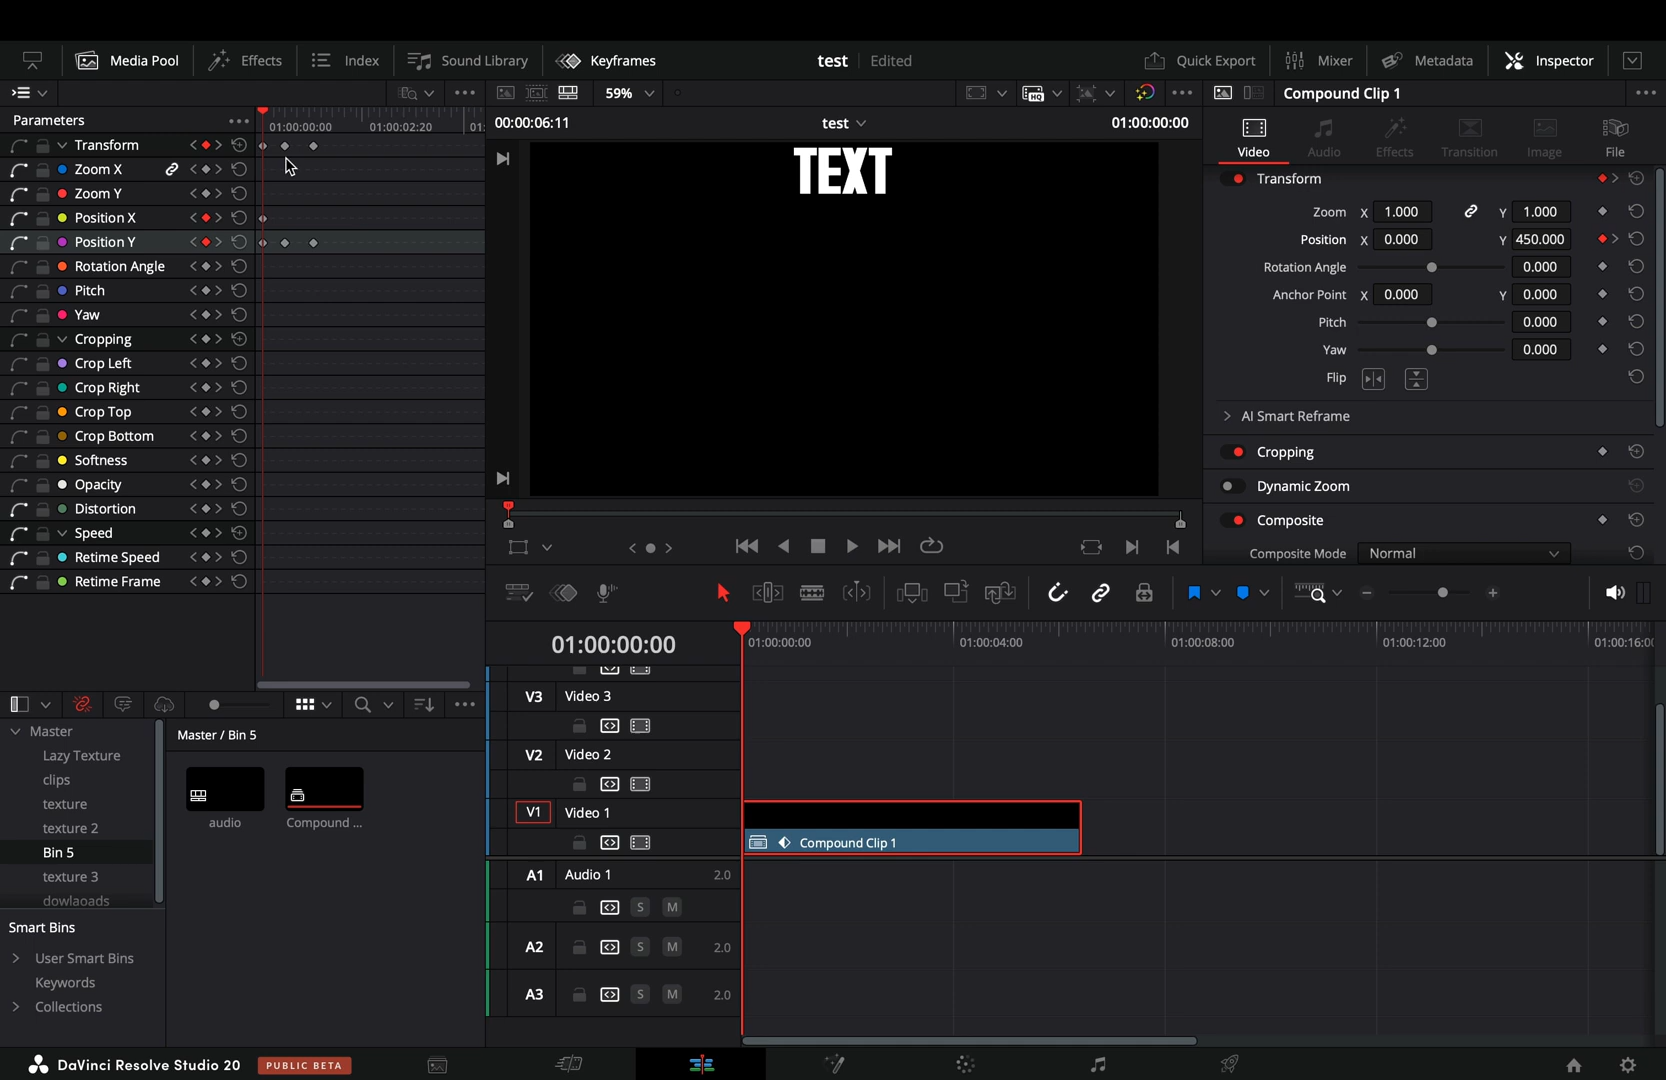 Media Pool
Effects
Index
Sound Library
Keyframes
test
Edited
Quick Export
Mixer
Metadata
Inspector
59%
Compound Clip 1
Parameters
01:00:00:00
01:00:02:20
01:
Transform
Zoom X
Zoom Y
Position X
Position Y
Rotation Angle
Pitch
Yaw
Cropping
Crop Left
Crop Right
Crop Top
Crop Bottom
Softness
Opacity
Distortion
Speed
Retime Speed
Retime Frame
00:00:06:11
test
01:00:00:00
TEXT
Video
Audio
Effects
Transition
Image
File
Transform
Zoom X 1.000 Y 1.000
Position X 0.000 Y 450.000
Rotation Angle 0.000
Anchor Point X 0.000 Y 0.000
Pitch 0.000
Yaw 0.000
Flip
AI Smart Reframe
Cropping
Dynamic Zoom
Composite
Composite Mode Normal
Master
Lazy Texture
clips
texture
texture 2
Bin 5
texture 3
dowlaoads
Smart Bins
User Smart Bins
Keywords
Collections
Master / Bin 5
audio
Compound ...
01:00:00:00
01:00:00:00
01:00:04:00
01:00:08:00
01:00:12:00
01:00:16:00
V3 Video 3
V2 Video 2
V1 Video 1
Compound Clip 1
A1 Audio 1 2.0
S M
A2 S M 2.0
A3 S M 2.0
DaVinci Resolve Studio 20
PUBLIC BETA